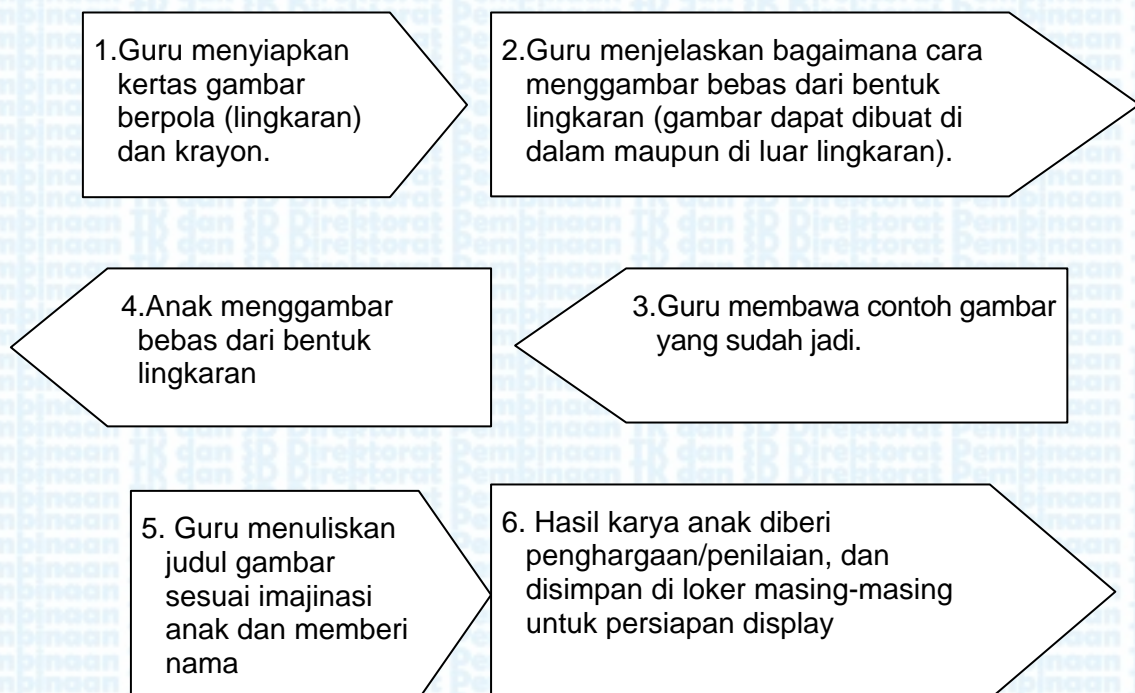 1.Guru menyiapkan
kertas gambar
berpola (lingkaran)
dan krayon.
2.Guru menjelaskan bagaimana cara
menggambar bebas dari bentuk
lingkaran (gambar dapat dibuat di
dalam maupun di luar lingkaran).
3.Guru membawa contoh gambar
yang sudah jadi.
4.Anak menggambar
bebas dari bentuk
lingkaran
5. Guru menuliskan
judul gambar
sesuai imajinasi
anak dan memberi
nama
6. Hasil karya anak diberi
penghargaan/penilaian, dan
disimpan di loker masing-masing
untuk persiapan display